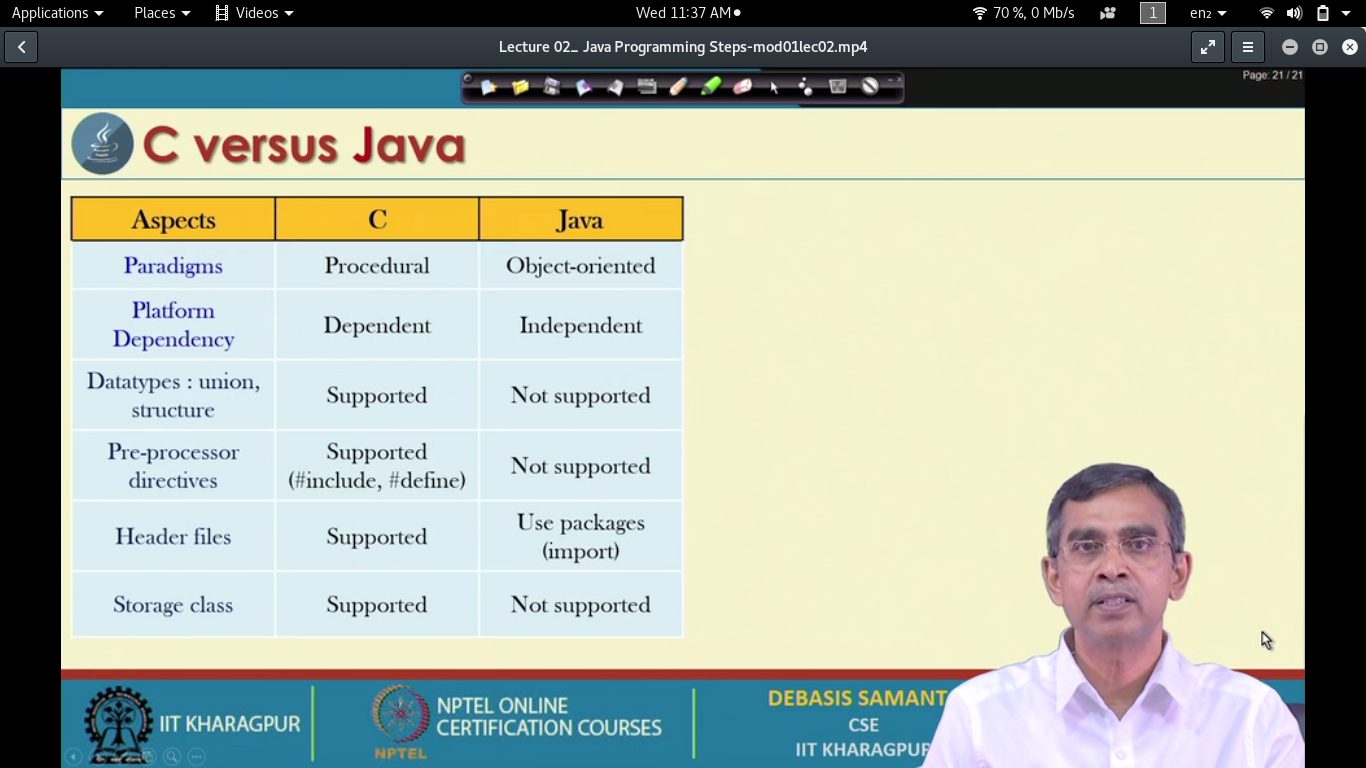 Applications Places Videos Wed 11:37 AM 70 %, 0 Mb/s 1 en2
Lecture 02_ Java Programming Steps-mod01lec02.mp4
Page: 21 / 21
C versus Java
Aspects C Java
Paradigms Procedural Object-oriented
Platform
Dependency Dependent Independent
Datatypes : union,
structure Supported Not supported
Pre-processor
directives Supported
(#include, #define) Not supported
Header files Supported Use packages
(import)
Storage class Supported Not supported
IIT KHARAGPUR
NPTEL
NPTEL ONLINE
CERTIFICATION COURSES
DEBASIS SAMANT
CSE
IIT KHARAGPUR